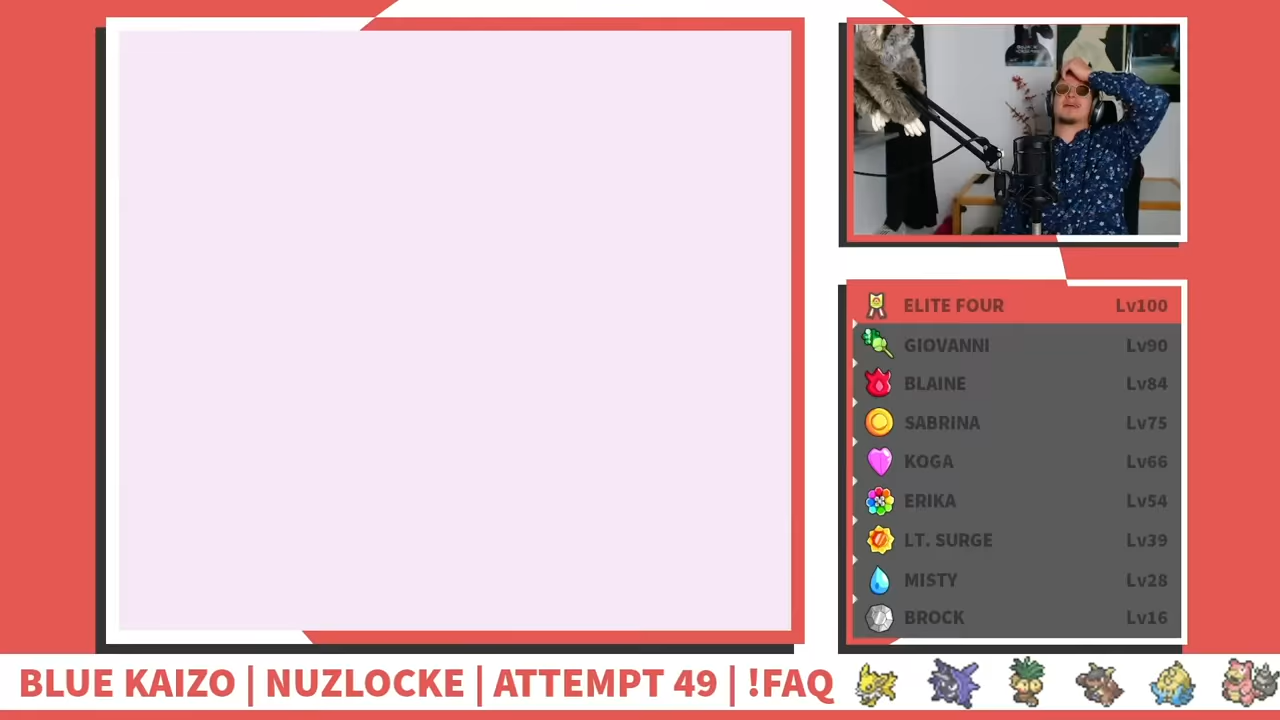 ELITE FOUR Lv100
GIOVANNI Lv90
BLAINE Lv84
SABRINA Lv75
KOGA Lv66
ERIKA Lv54
LT. SURGE Lv39
MISTY Lv28
BROCK Lv16
BLUE KAIZO | NUZLOCKE | ATTEMPT 49 | !FAQ